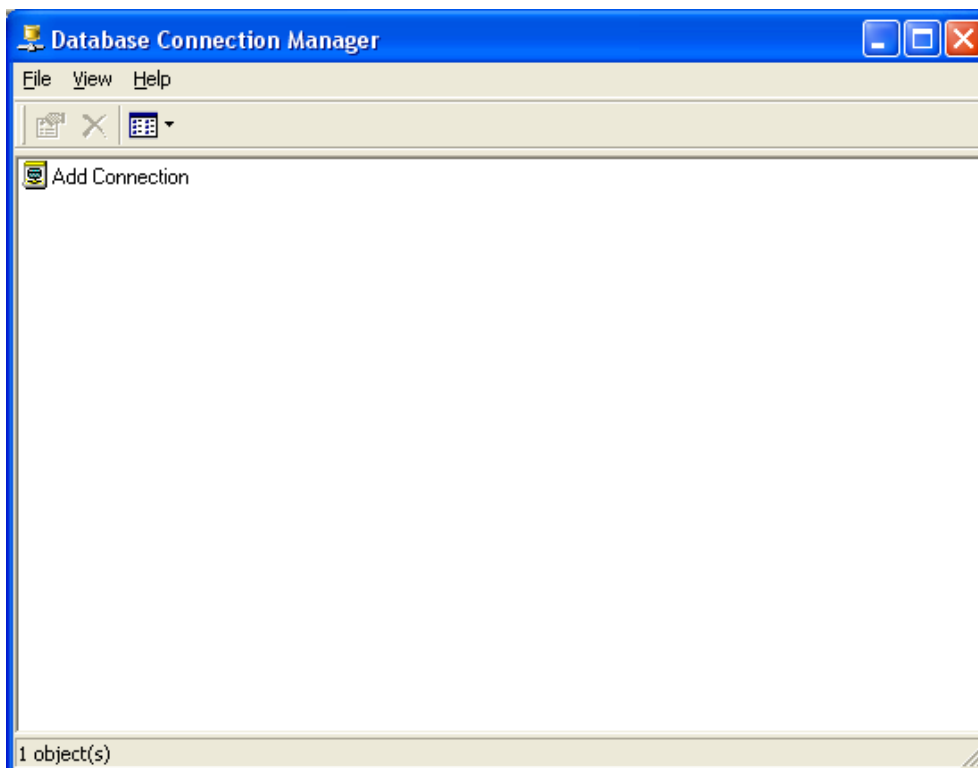 Database Connection Manager
File View Help
Add Connection
1 object(s)